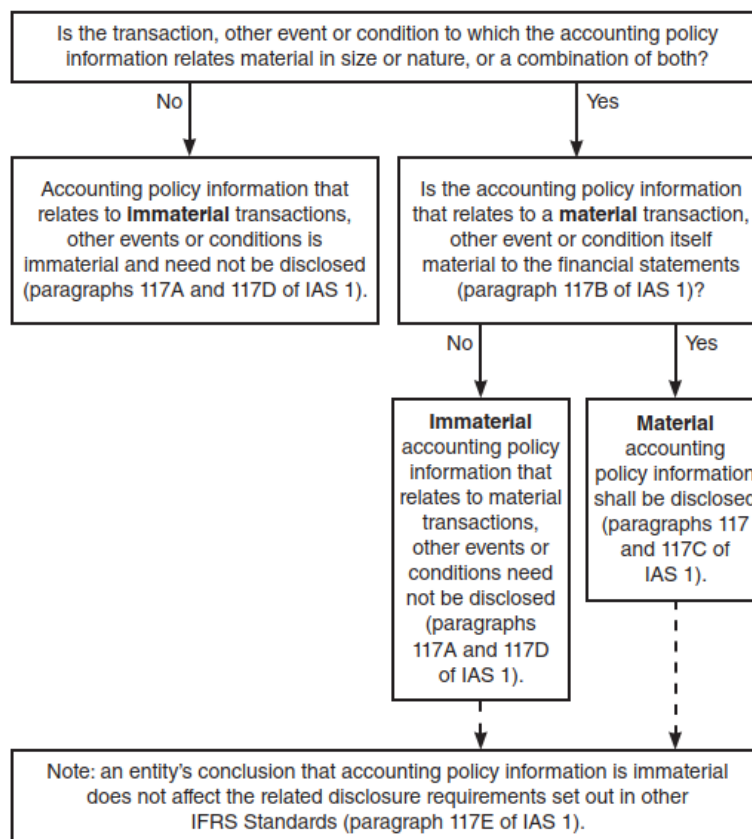 Is the transaction, other event or condition to which the accounting policy
information relates material in size or nature, or a combination of both?
No
Yes
Accounting policy information that
relates to immaterial transactions,
other events or conditions is
immaterial and need not be disclosed
(paragraphs 117A and 117D of IAS 1).
Is the accounting policy information
that relates to a material transaction,
other event or condition itself
material to the financial statements
(paragraph 117B of IAS 1)?
No
Yes
Immaterial
accounting policy
information that
relates to material
transactions,
other events or
conditions need
not be disclosed
(paragraphs
117A and 117D
of IAS 1).
Material
accounting
policy information
shall be disclosed
(paragraphs 117
and 117C of
IAS 1).
Note: an entity's conclusion that accounting policy information is immaterial
does not affect the related disclosure requirements set out in other
IFRS Standards (paragraph 117E of IAS 1).